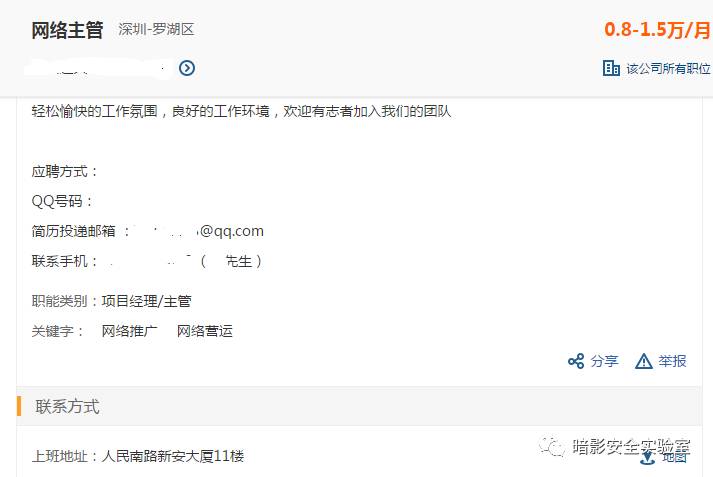 网络主管 深圳-罗湖区 0.8-1.5万/月
该公司所有职位
轻松愉快的工作氛围，良好的工作环境，欢迎有志者加入我们的团队
应聘方式：
QQ号码：
简历投递邮箱 ： @qq.com
联系手机： （ 先生）
职能类别：项目经理/主管
关键字： 网络推广 网络营运
分享 举报
联系方式
上班地址：人民南路新安大厦11楼
暗影安全实验室
地图